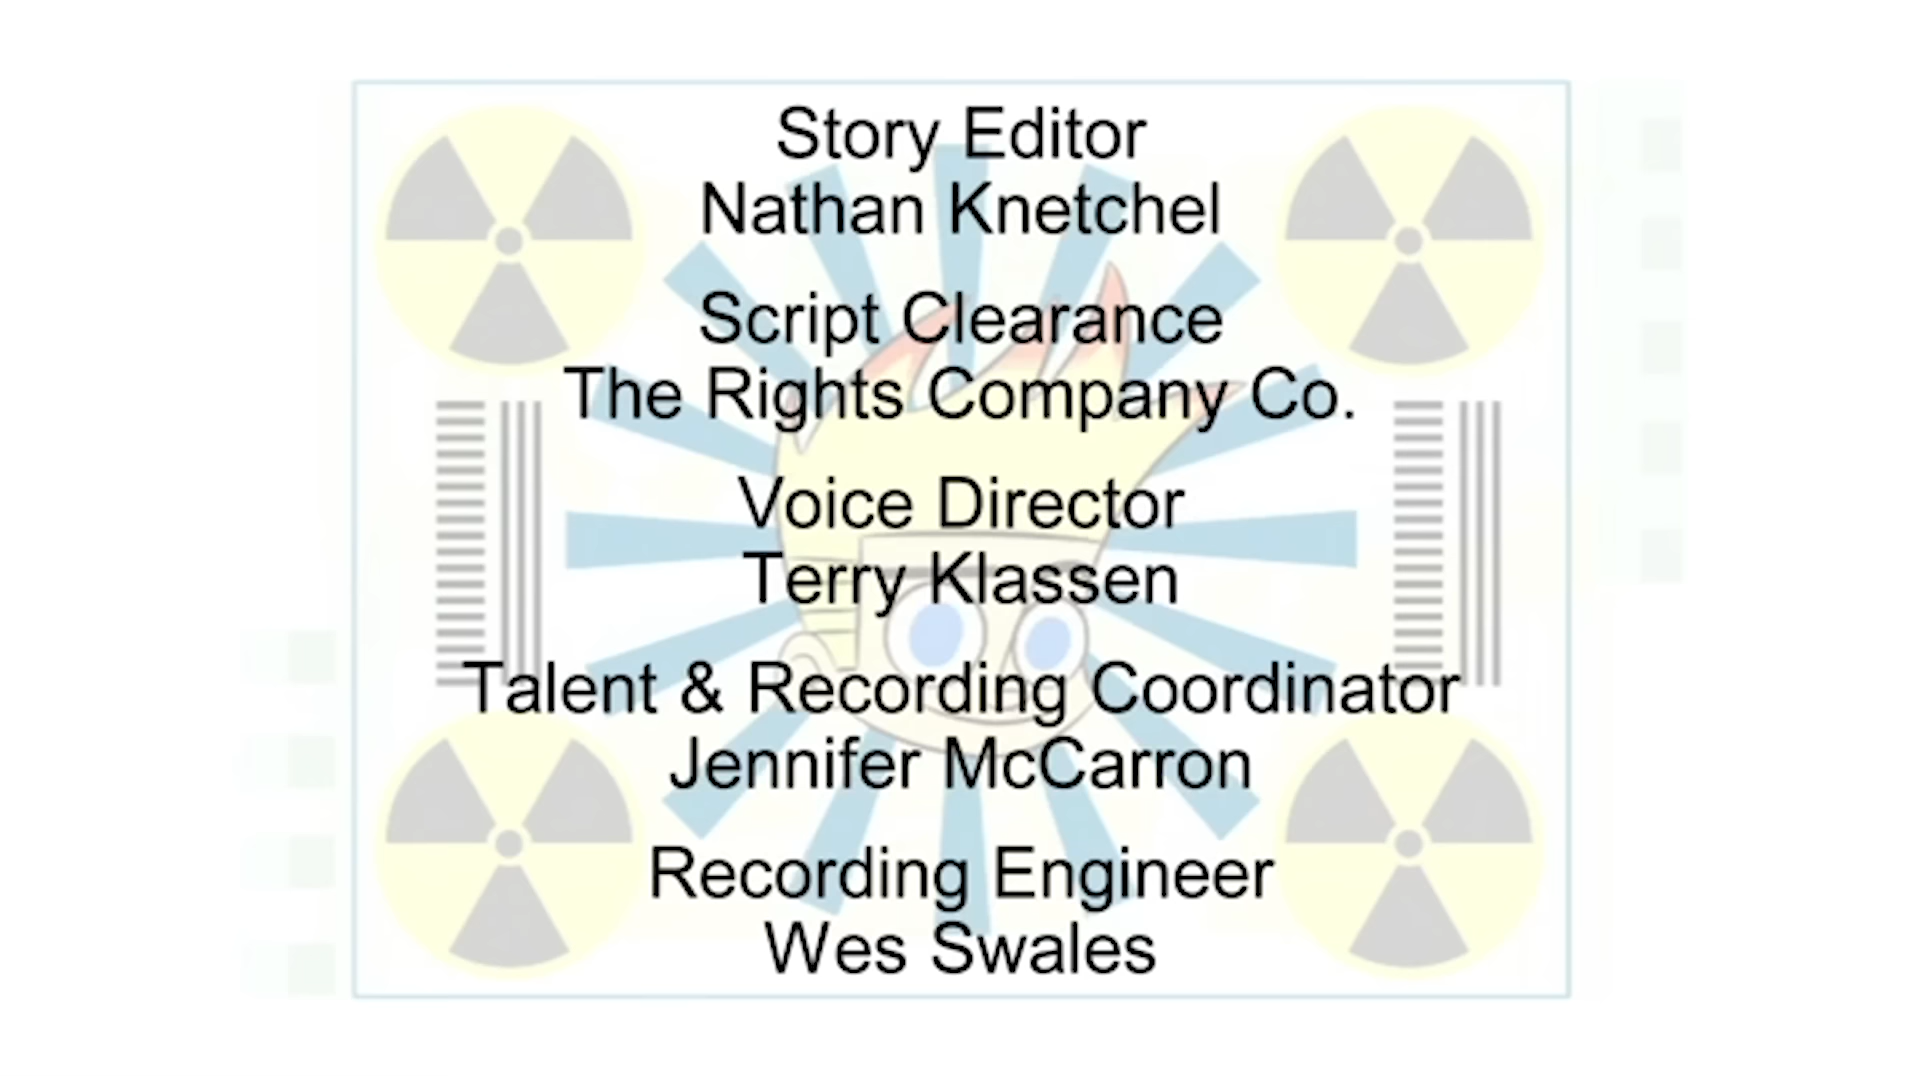 Story Editor
Nathan Knetchel
Script Clearance
The Rights Company Co.
Voice Director
Terry Klassen
Talent & Recording Coordinator
Jennifer McCarron
Recording Engineer
Wes Swales